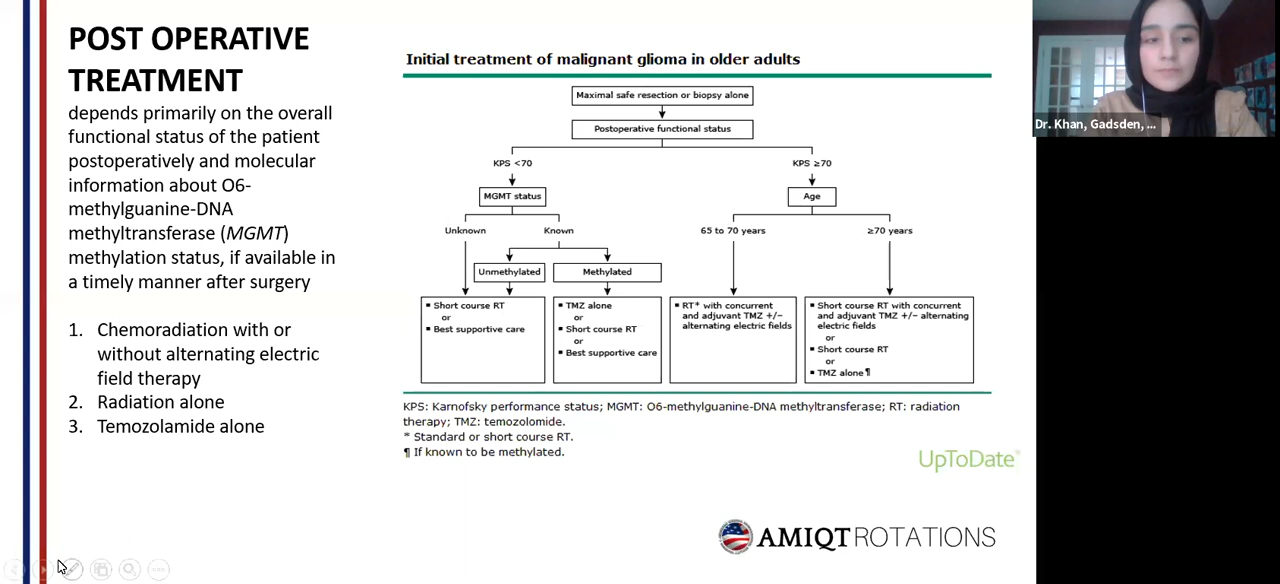 POST OPERATIVE
TREATMENT
depends primarily on the overall
functional status of the patient
postoperatively and molecular
information about O6-
methylguanine-DNA
methyltransferase (MGMT)
methylation status, if available in
a timely manner after surgery
1. Chemoradiation with or
without alternating electric
field therapy
2. Radiation alone
3. Temozolamide alone
Initial treatment of malignant glioma in older adults
Maximal safe resection or biopsy alone
Postoperative functional status
KPS <70
KPS ≥70
MGMT status
Age
Unknown
Known
65 to 70 years
≥70 years
Unmethylated
Methylated
▪ Short course RT
or
▪ Best supportive care
▪ TMZ alone
or
▪ Short course RT
or
▪ Best supportive care
▪ RT* with concurrent
and adjuvant TMZ +/–
alternating electric fields
▪ Short course RT with concurrent
and adjuvant TMZ +/– alternating
electric fields
or
▪ Short course RT
or
▪ TMZ alone¶
KPS: Karnofsky performance status; MGMT: O6-methylguanine-DNA methyltransferase; RT: radiation
therapy; TMZ: temozolomide.
* Standard or short course RT.
¶ If known to be methylated.
UpToDate®
AMIQTROTATIONS
Dr. Khan, Gadsden, ...